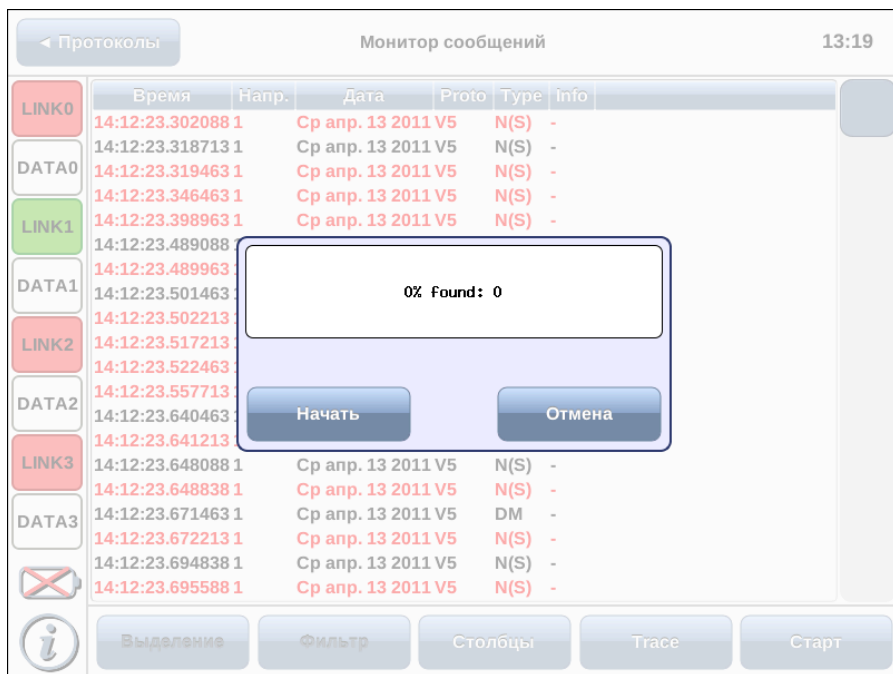 ◄ Протоколы Монитор сообщений 13:19
Время Напр. Дата Proto Type Info
LINK0
DATA0
LINK1
DATA1
LINK2
DATA2
LINK3
DATA3
14:12:23.302088 1 Ср апр. 13 2011 V5 N(S) -
14:12:23.318713 1 Ср апр. 13 2011 V5 N(S) -
14:12:23.319463 1 Ср апр. 13 2011 V5 N(S) -
14:12:23.346463 1 Ср апр. 13 2011 V5 N(S) -
14:12:23.398963 1 Ср апр. 13 2011 V5 N(S) -
14:12:23.489088
14:12:23.489963
14:12:23.501463
14:12:23.502213
14:12:23.517213
14:12:23.522463
14:12:23.557713
14:12:23.640463
14:12:23.641213
14:12:23.648088 1 Ср апр. 13 2011 V5 N(S) -
14:12:23.648838 1 Ср апр. 13 2011 V5 N(S) -
14:12:23.671463 1 Ср апр. 13 2011 V5 DM -
14:12:23.672213 1 Ср апр. 13 2011 V5 N(S) -
14:12:23.694838 1 Ср апр. 13 2011 V5 N(S) -
14:12:23.695588 1 Ср апр. 13 2011 V5 N(S) -
0% found: 0
Начать Отмена
i
Выделение Фильтр Столбцы Trace Старт